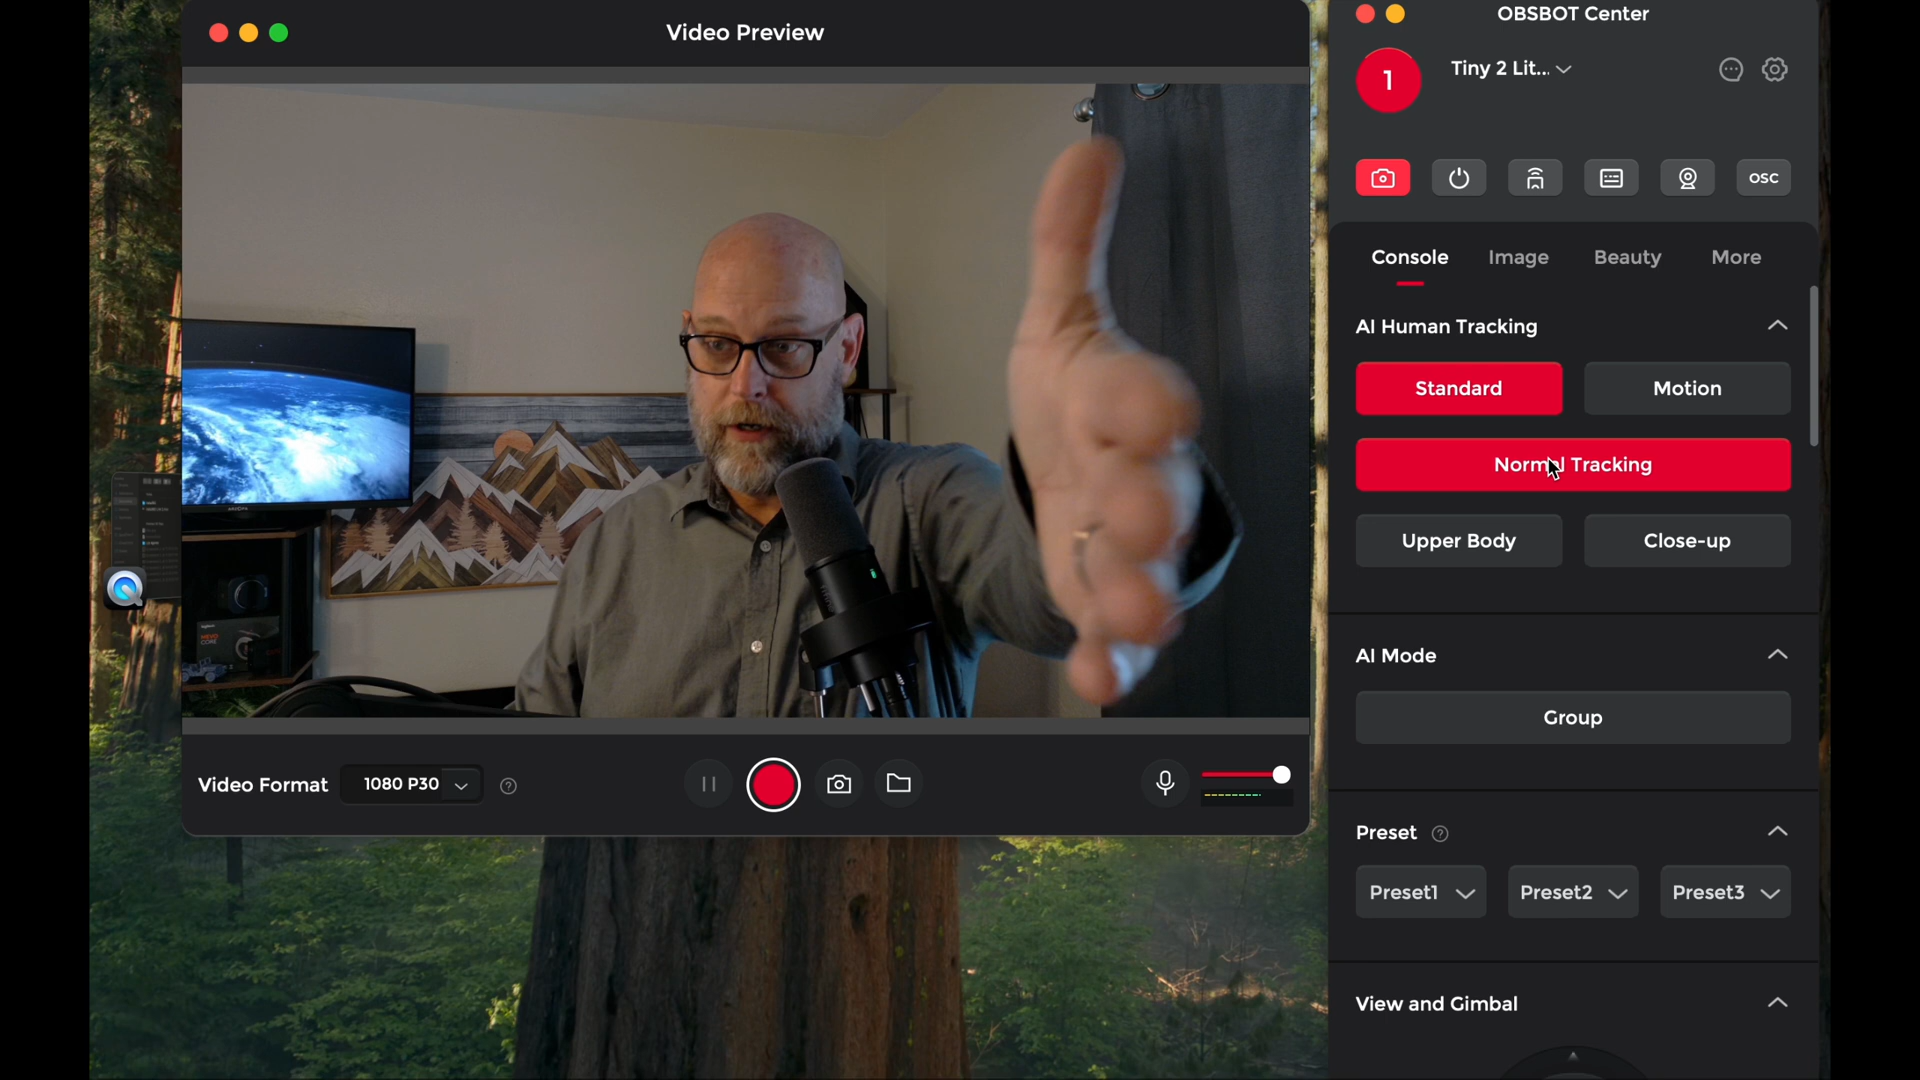 Video Preview
OBSBOT Center
1
Tiny 2 Lit...
OSC
Console
Image
Beauty
More
AI Human Tracking
Standard
Motion
Normal Tracking
Upper Body
Close-up
AI Mode
Group
Preset
Preset1
Preset2
Preset3
View and Gimbal
MEVO
CORE
Video Format
1080 P30